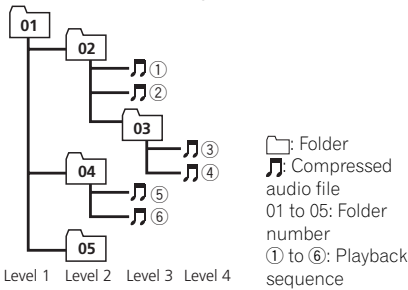 01
02
①
②
03
③
④
04
⑤
⑥
05
Level 1 Level 2 Level 3 Level 4
: Folder
: Compressed
audio file
01 to 05: Folder
number
① to ⑥: Playback
sequence